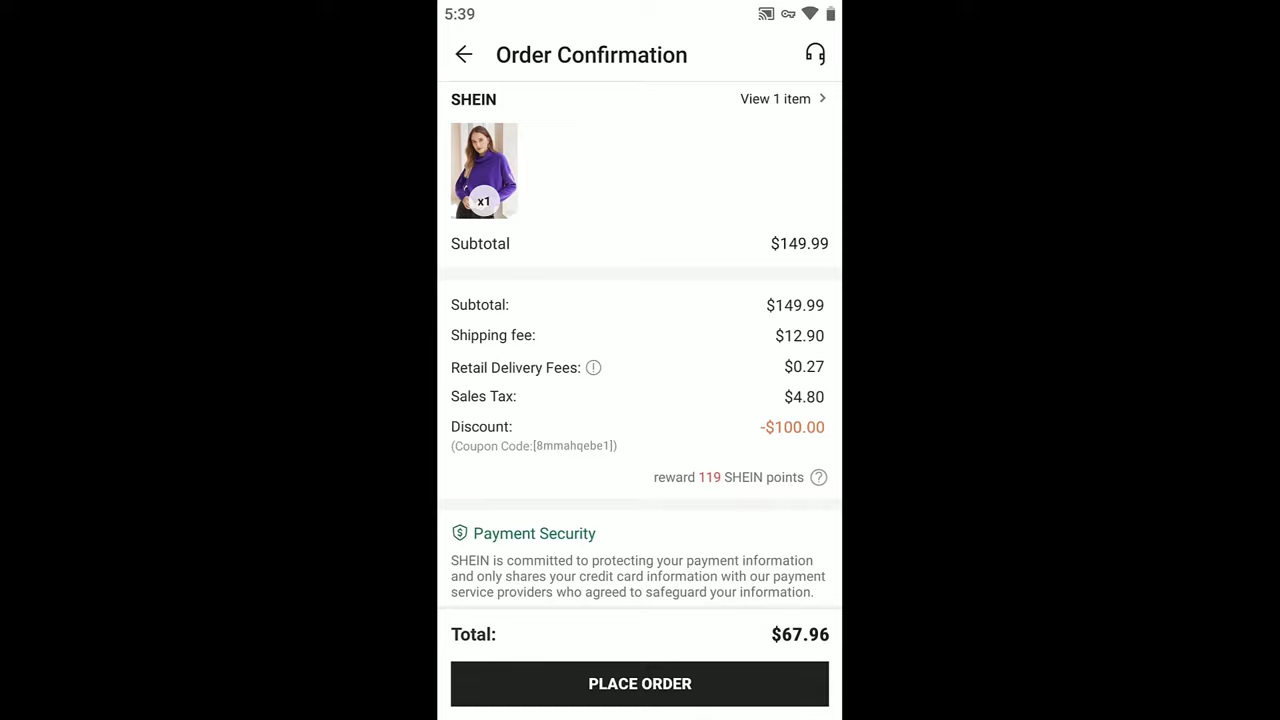 5:39
Order Confirmation
SHEIN View 1 item
x1
Subtotal $149.99
Subtotal: $149.99
Shipping fee: $12.90
Retail Delivery Fees: $0.27
Sales Tax: $4.80
Discount: -$100.00
(Coupon Code:[8mmahqebe1])
reward 119 SHEIN points
Payment Security
SHEIN is committed to protecting your payment information
and only shares your credit card information with our payment
service providers who agreed to safeguard your information.
Total: $67.96
PLACE ORDER